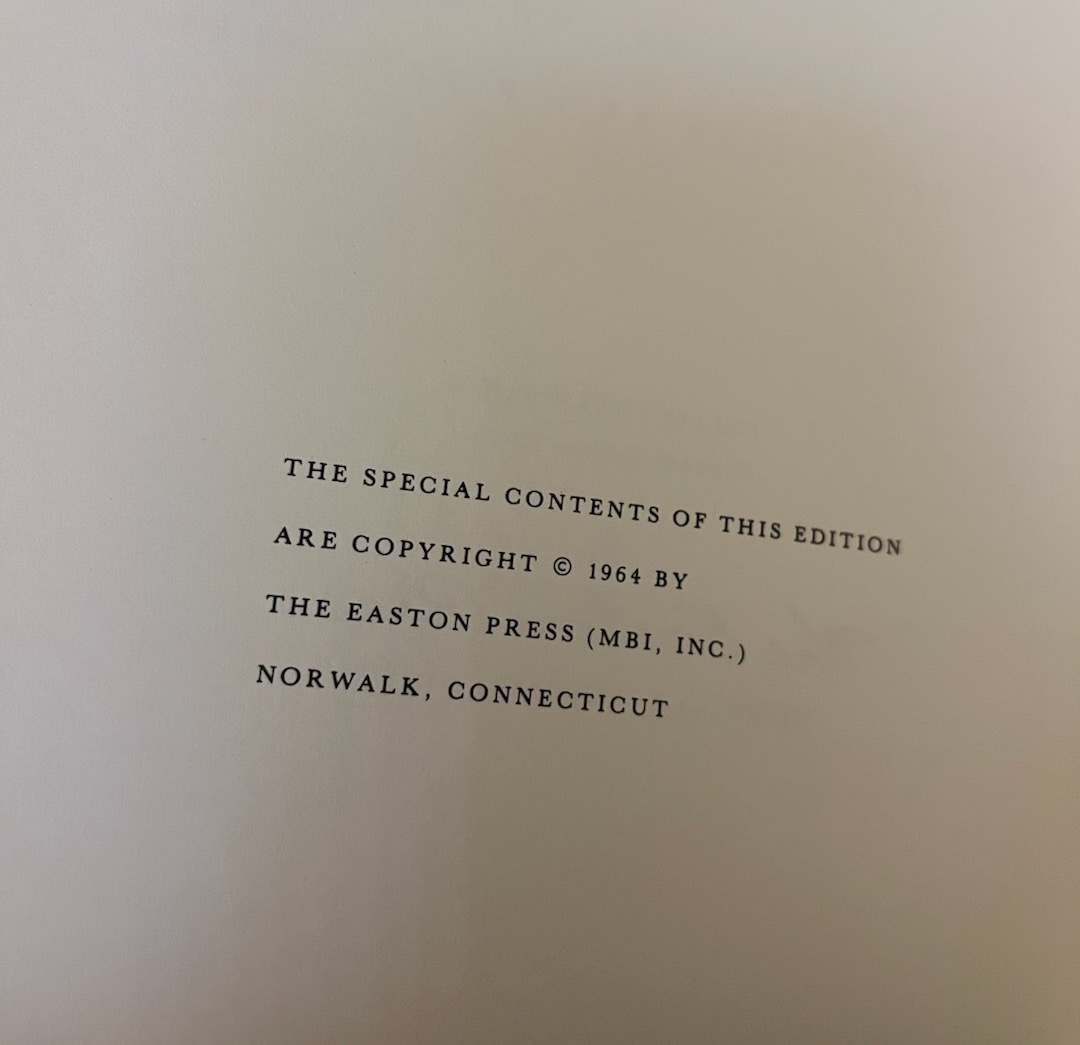 THE SPECIAL CONTENTS OF THIS EDITION
ARE COPYRIGHT © 1964 BY
THE EASTON PRESS (MBI, INC.)
NORWALK, CONNECTICUT